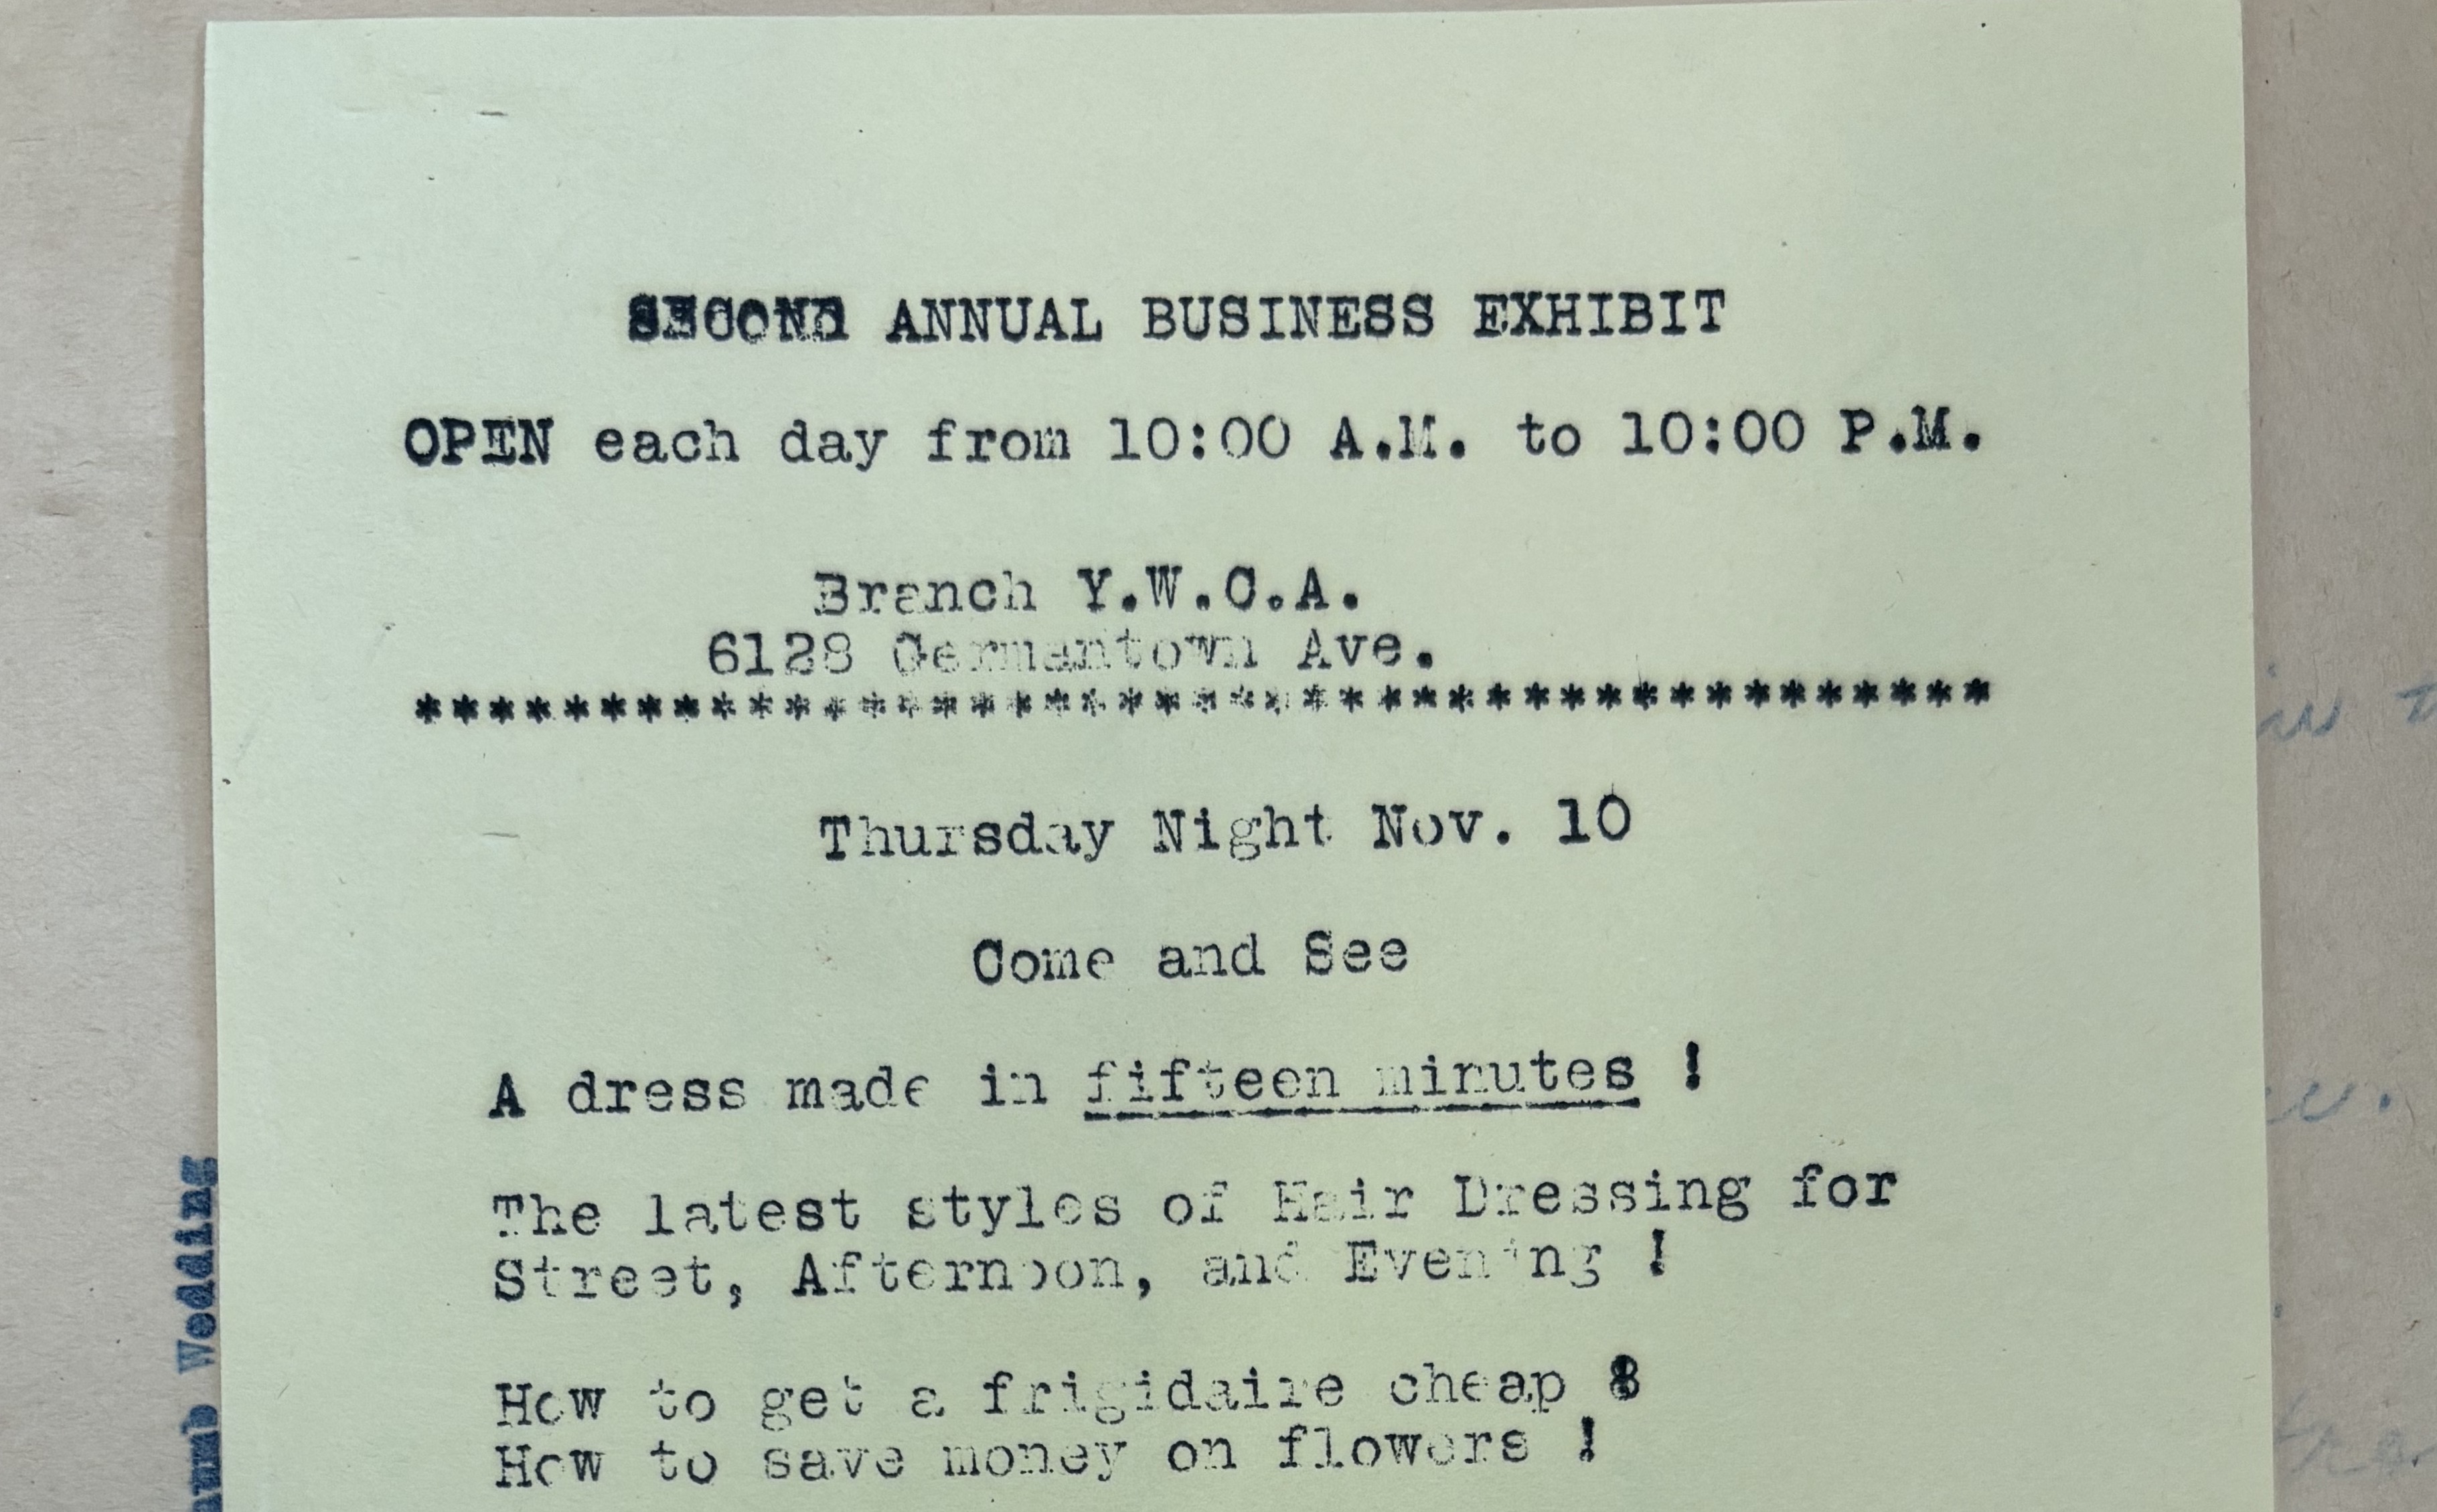 SECOND ANNUAL BUSINESS EXHIBIT
OPEN each day from 10:00 A.M. to 10:00 P.M.
Branch Y.W.C.A.
6128 Germantown Ave.
* * * * * * * * * * * * * * * * * * * * * * * * * * * * * * * * * * * * * * * * * * *
Thursday Night Nov. 10
Come and See
A dress made in fifteen minutes !
The latest styles of Hair Dressing for
Street, Afternoon, and Evening !
How to get a frigidaire cheap !
How to save money on flowers !
Wedding